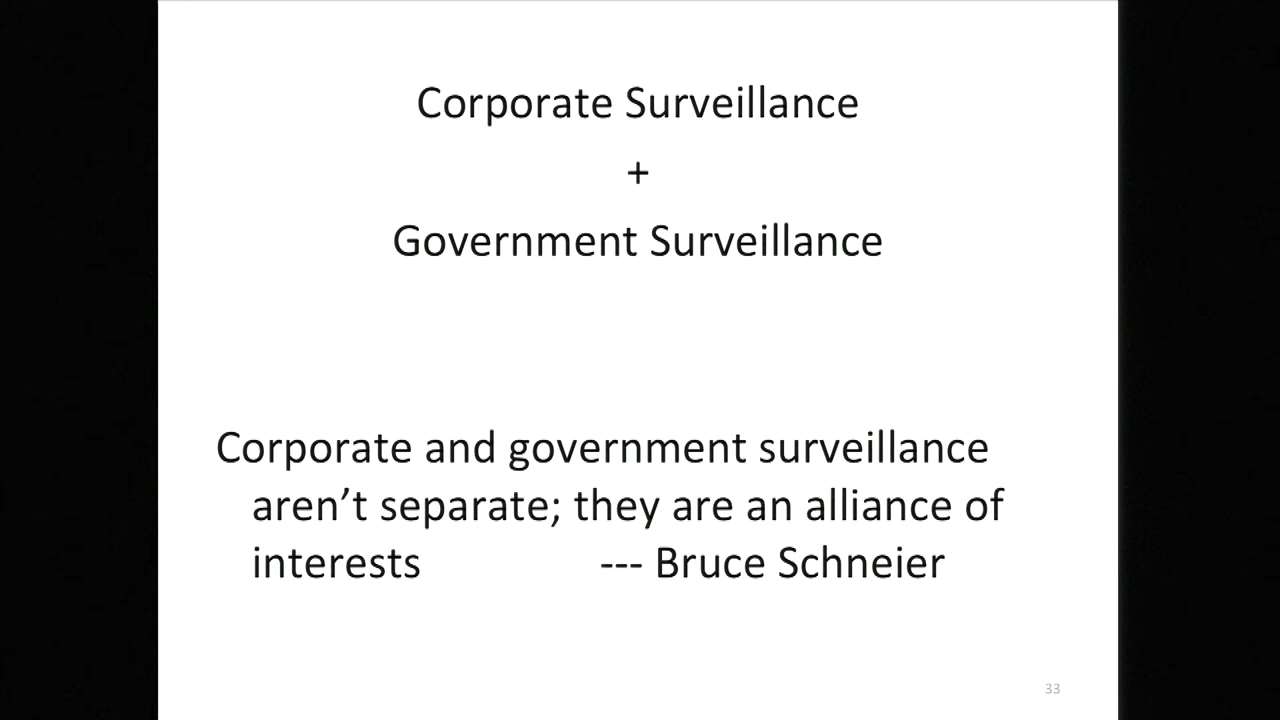 Corporate Surveillance
+
Government Surveillance
Corporate and government surveillance
aren’t separate; they are an alliance of
interests --- Bruce Schneier
33